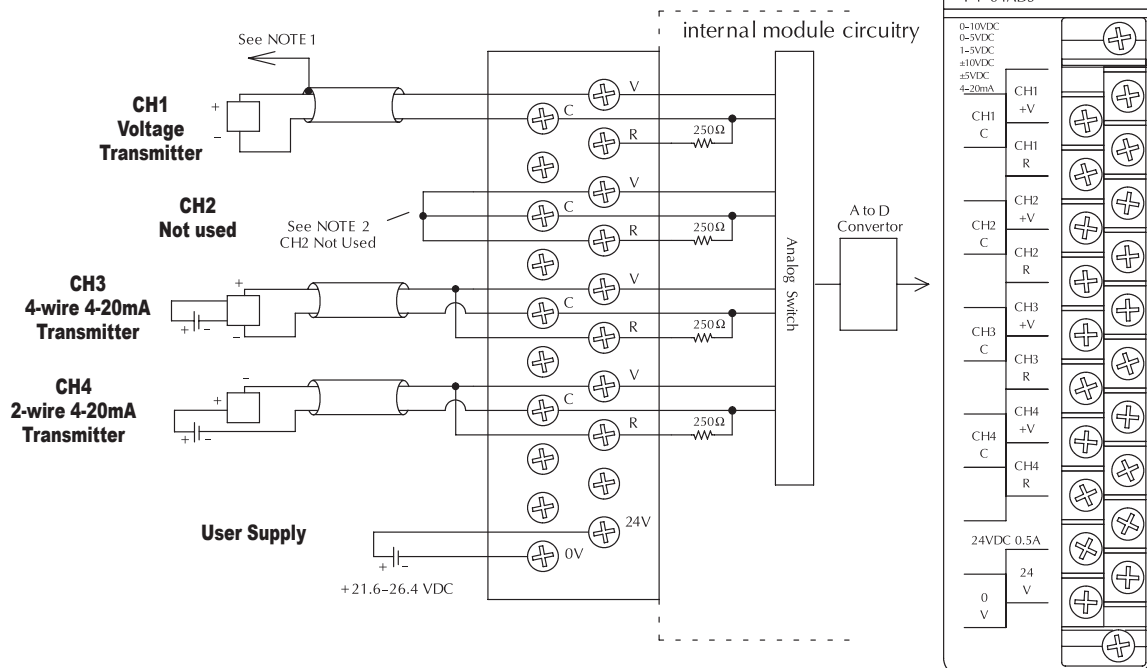 See NOTE 1
internal module circuitry
CH1
Voltage
Transmitter
+
–
V
C
R
250Ω
CH2
Not used
See NOTE 2
CH2 Not Used
V
C
R
250Ω
CH3
4-wire 4-20mA
Transmitter
+
–
+
–
V
C
R
250Ω
CH4
2-wire 4-20mA
Transmitter
–
+
+
–
V
C
R
250Ω
Analog Switch
A to D
Convertor
User Supply
24V
0V
+
–
+21.6–26.4 VDC
0–10VDC
0–5VDC
1–5VDC
±10VDC
±5VDC
4–20mA
CH1
+V
CH1
C
CH1
R
CH2
+V
CH2
C
CH2
R
CH3
+V
CH3
C
CH3
R
CH4
+V
CH4
C
CH4
R
24VDC 0.5A
24
V
0
V